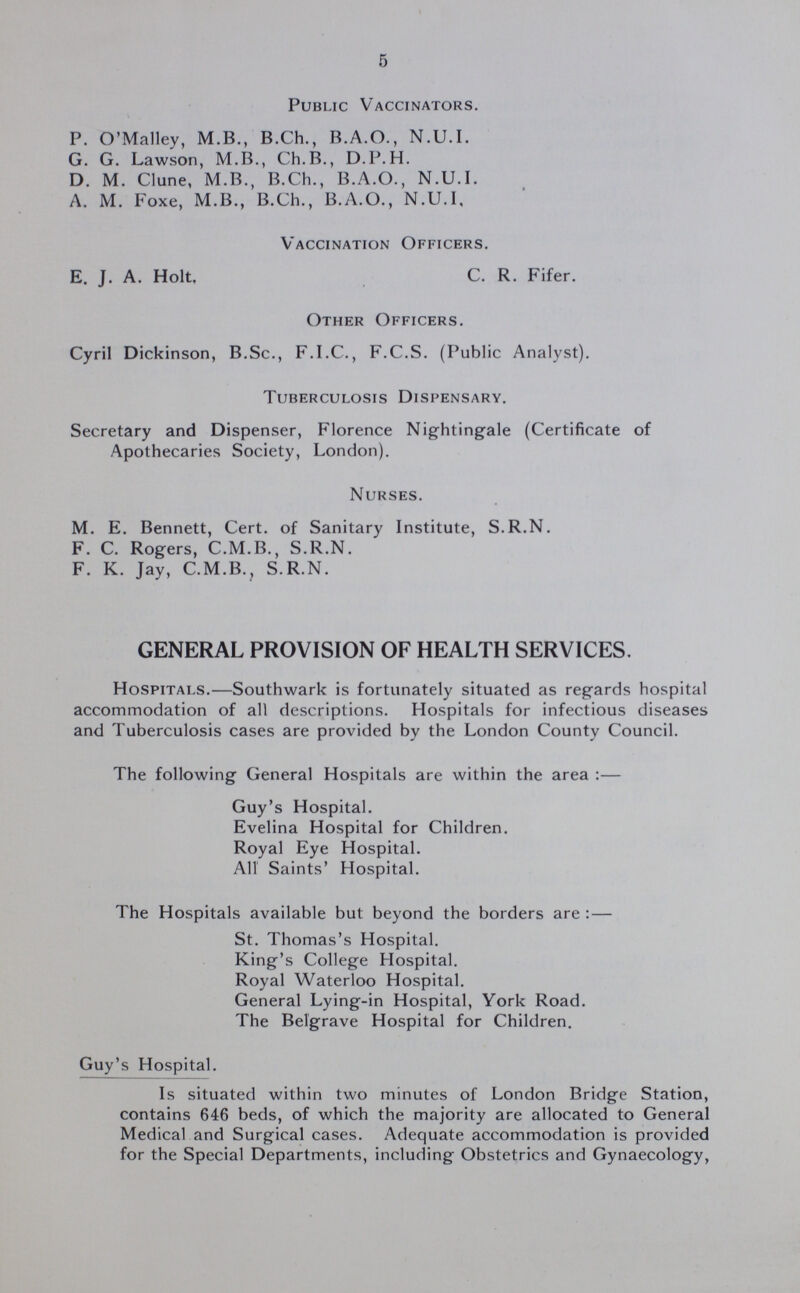 5
Public Vaccinators.
P. O'Malley, M.B., B.Ch., B.A.O., N.U.I.
G. G. Lawson, M.B., Ch.B., D.P.H.
D. M. Clune, M.B., B.Ch., B.A.O., N.U.I.
A. M. Foxe, M.B., B.Ch., B.A.O., N.U.I.
Vaccination Officers.
E. J. A. Holt. C. R. Fifer.
Other Officers.
Cyril Dickinson, B.Sc., F.I.C., F.C.S. (Public Analyst).
Tuberculosis Dispensary.
Secretary and Dispenser, Florence Nightingale (Certificate of
Apothecaries Society, London).
Nurses.
M. E. Bennett, Cert. of Sanitary Institute, S.R.N.
F. C. Rogers, C.M.B., S.R.N.
F. K. Jay, C.M.B., S.R.N.
GENERAL PROVISION OF HEALTH SERVICES.
Hospitals.—Southwark is fortunately situated as regards hospital
accommodation of all descriptions. Hospitals for infectious diseases
and Tuberculosis cases are provided by the London County Council.
The following General Hospitals are within the area :—
Guy's Hospital.
Evelina Hospital for Children.
Royal Eye Hospital.
All Saints' Hospital.
The Hospitals available but beyond the borders are :—
St. Thomas's Hospital.
King's College Hospital.
Royal Waterloo Hospital.
General Lying-in Hospital, York Road.
The Belgrave Hospital for Children.
Guy's Hospital.
Is situated within two minutes of London Bridge Station,
contains 646 beds, of which the majority are allocated to General
Medical and Surgical cases. Adequate accommodation is provided
for the Special Departments, including Obstetrics and Gynaecology,